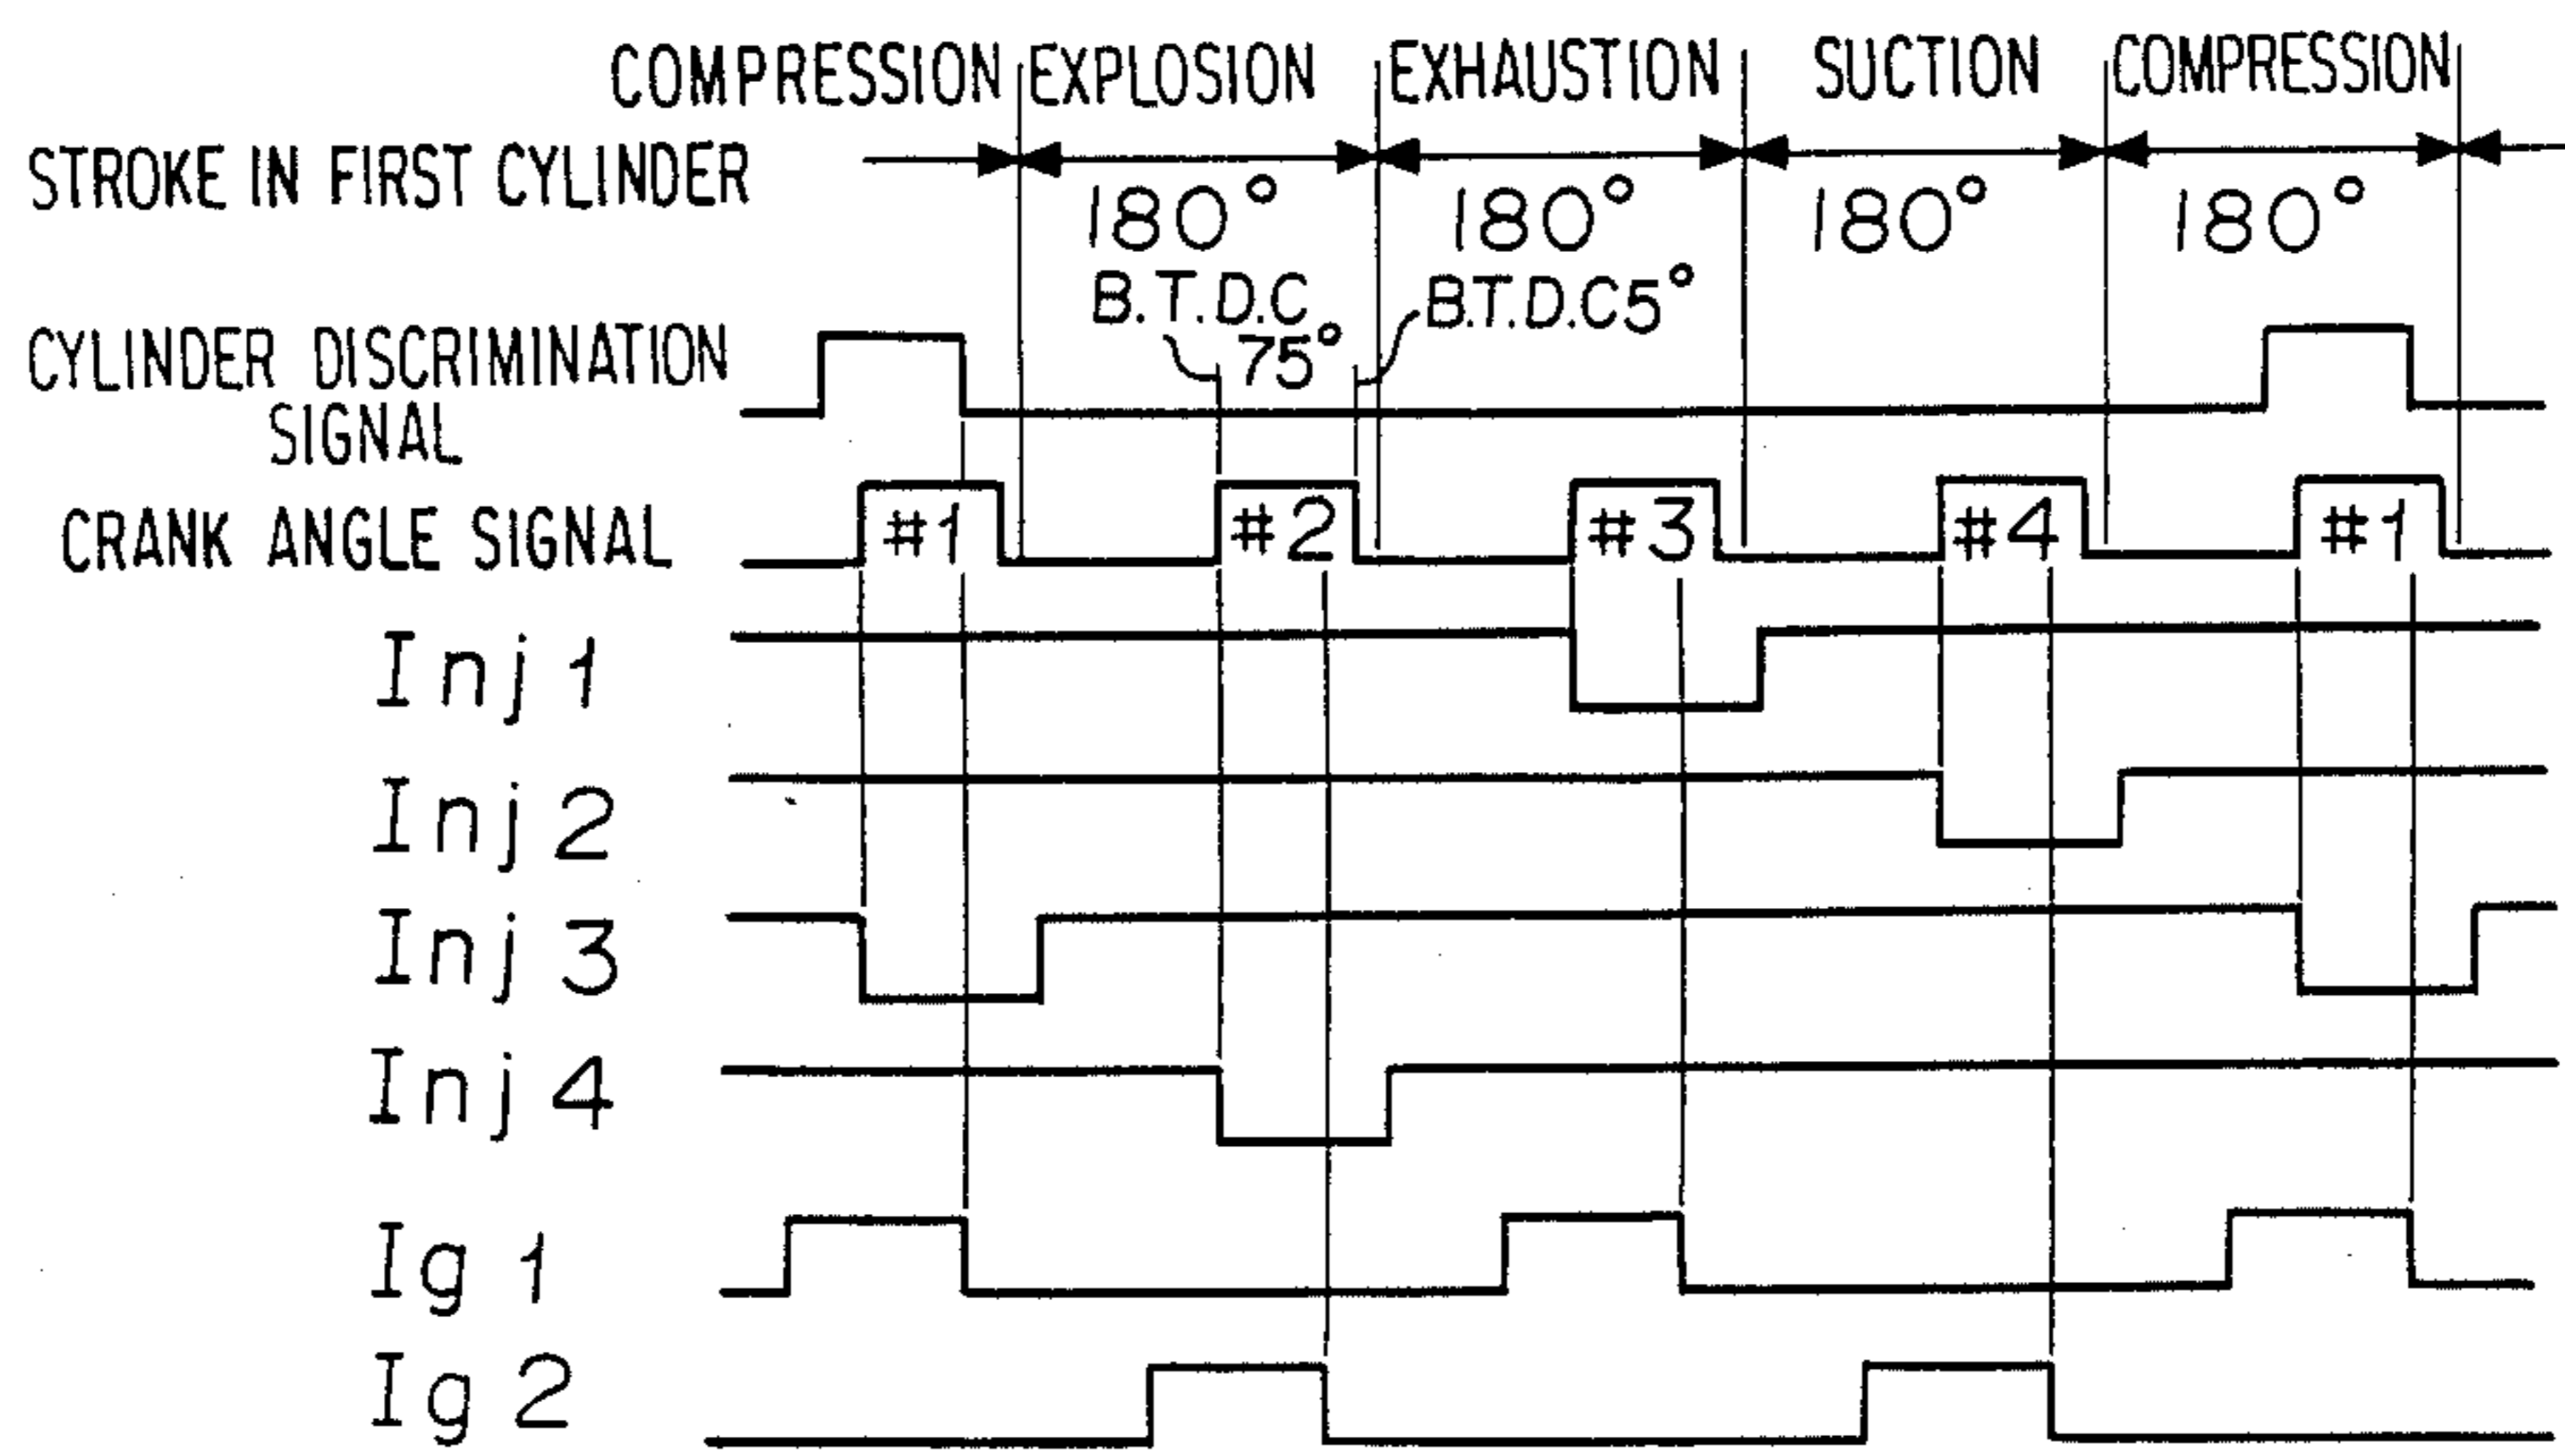 COMPRESSION EXPLOSION EXHAUSTION SUCTION COMPRESSION
STROKE IN FIRST CYLINDER
180° 180° 180° 180°
B.T.D.C 75° B.T.D.C5°
CYLINDER DISCRIMINATION
SIGNAL
CRANK ANGLE SIGNAL #1 #2 #3 #4 #1
Inj 1
Inj 2
Inj 3
Inj 4
Ig 1
Ig 2